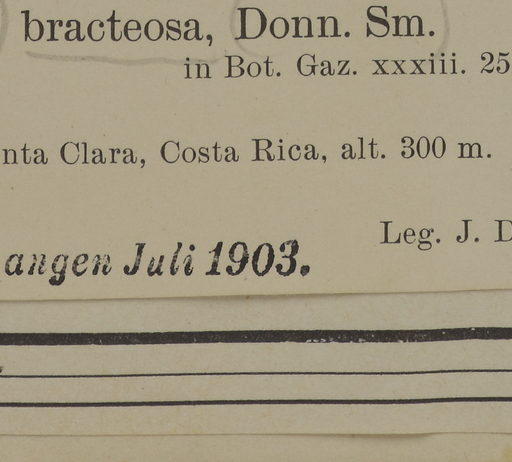 bracteosa, Donn. Sm.
in Bot. Gaz. xxxiii. 25
nta Clara, Costa Rica, alt. 300 m.
Leg. J. D
angen Juli 1903.